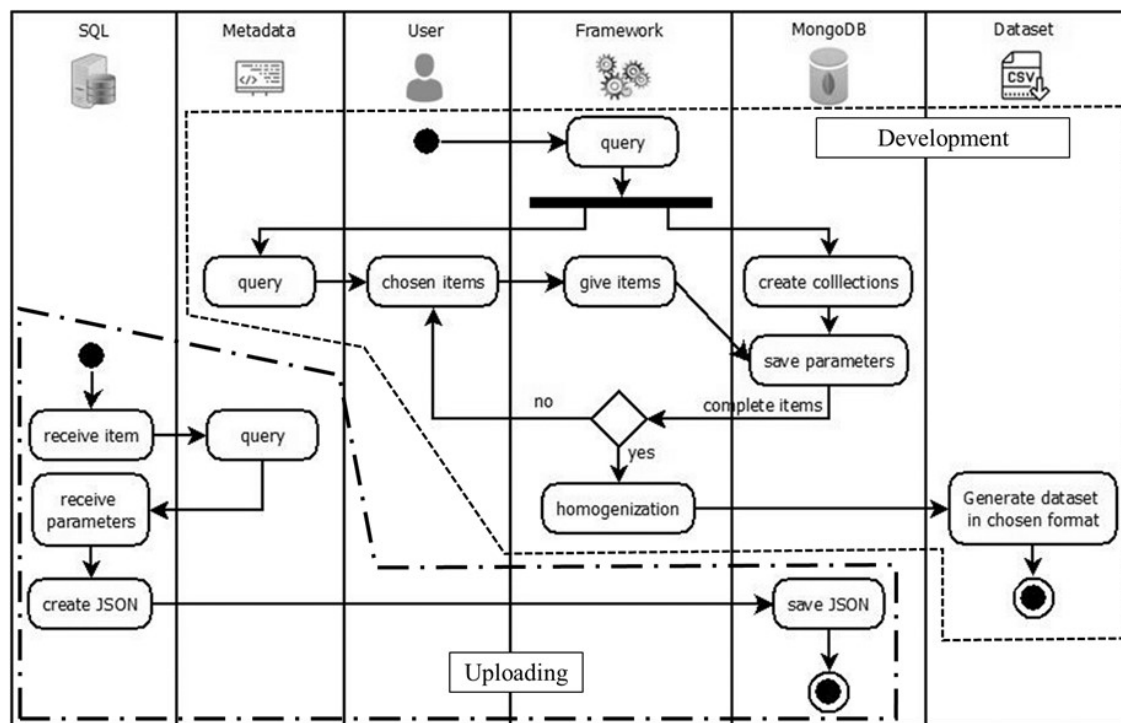 SQL
Metadata
User
Framework
MongoDB
Dataset
</>
CSV
Development
query
query
chosen items
give items
create colllections
save parameters
no
complete items
yes
receive item
query
homogenization
Generate dataset
in chosen format
receive
parameters
create JSON
save JSON
Uploading